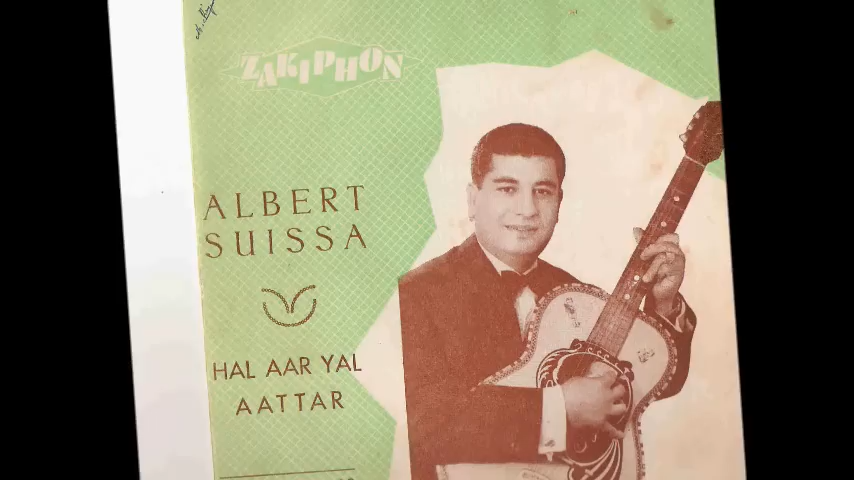 ZAKIPHON
ALBERT
SUISSA
HAL AAR YAL
AATTAR